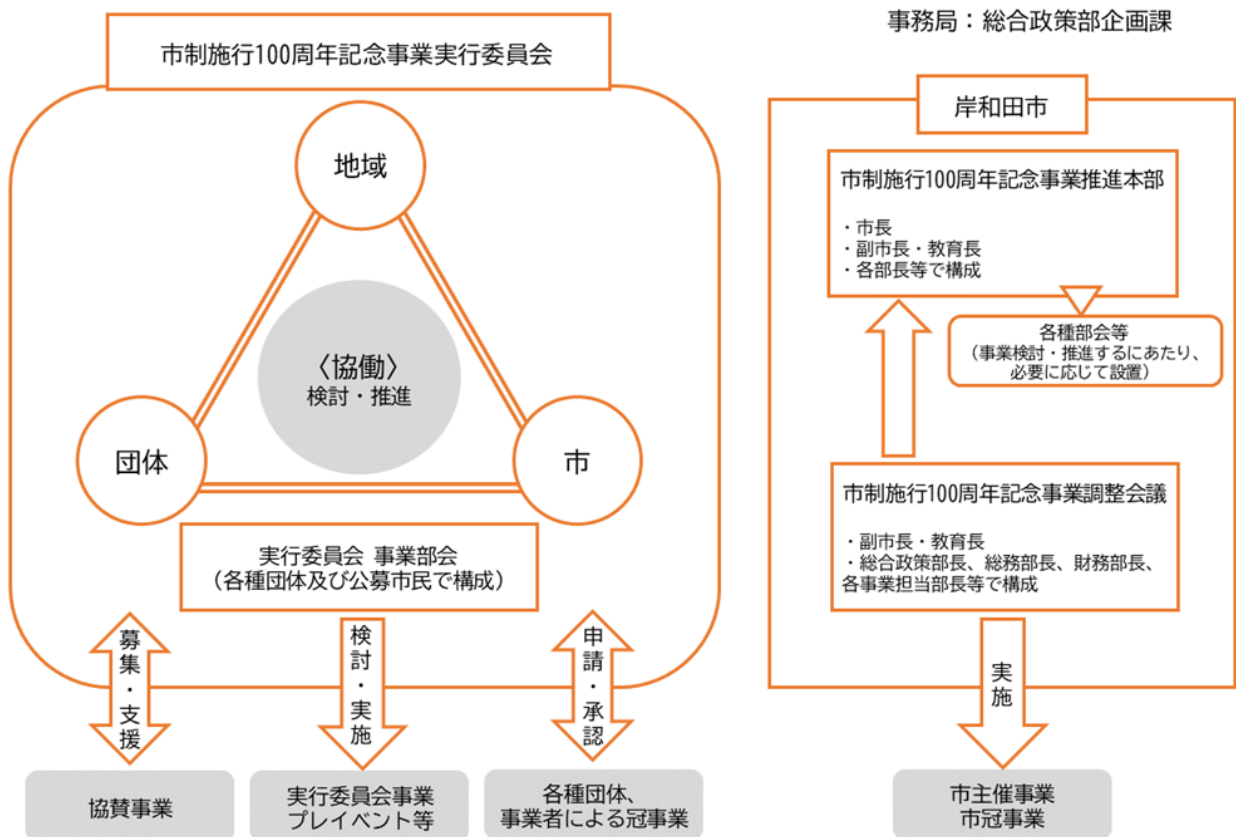 市制施行100周年記念事業実行委員会
地域
〈協働〉
検討・推進
団体
市
実行委員会 事業部会
（各種団体及び公募市民で構成）
募集・支援
検討・実施
申請・承認
協賛事業
実行委員会事業
プレイベント等
各種団体、
事業者による冠事業
事務局：総合政策部企画課
岸和田市
市制施行100周年記念事業推進本部
・市長
・副市長・教育長
・各部長等で構成
各種部会等
（事業検討・推進するにあたり、
必要に応じて設置）
市制施行100周年記念事業調整会議
・副市長・教育長
・総合政策部長、総務部長、財務部長、
各事業担当部長等で構成
実施
市主催事業
市冠事業